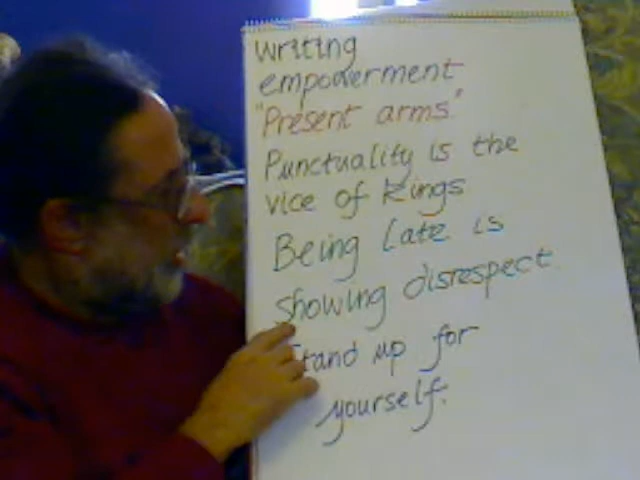 writing
empowerment
"Present arms."
Punctuality is the
vice of Kings
Being late is
showing disrespect
Stand up for
yourself.